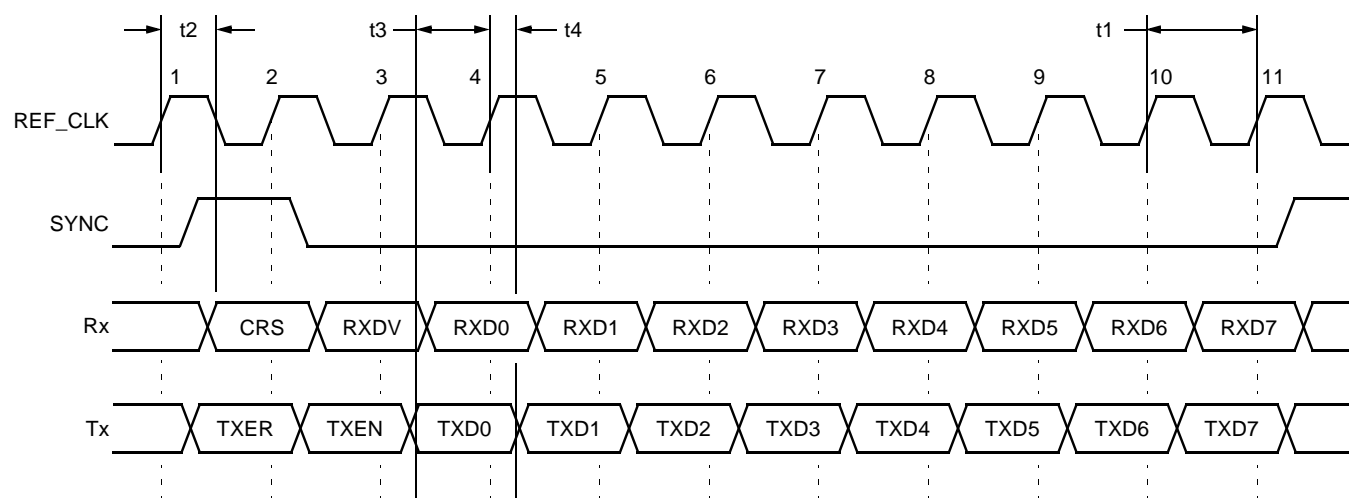 t2 t3 t4 t1
1 2 3 4 5 6 7 8 9 10 11
REF_CLK
SYNC
Rx CRS RXDV RXD0 RXD1 RXD2 RXD3 RXD4 RXD5 RXD6 RXD7
Tx TXER TXEN TXD0 TXD1 TXD2 TXD3 TXD4 TXD5 TXD6 TXD7